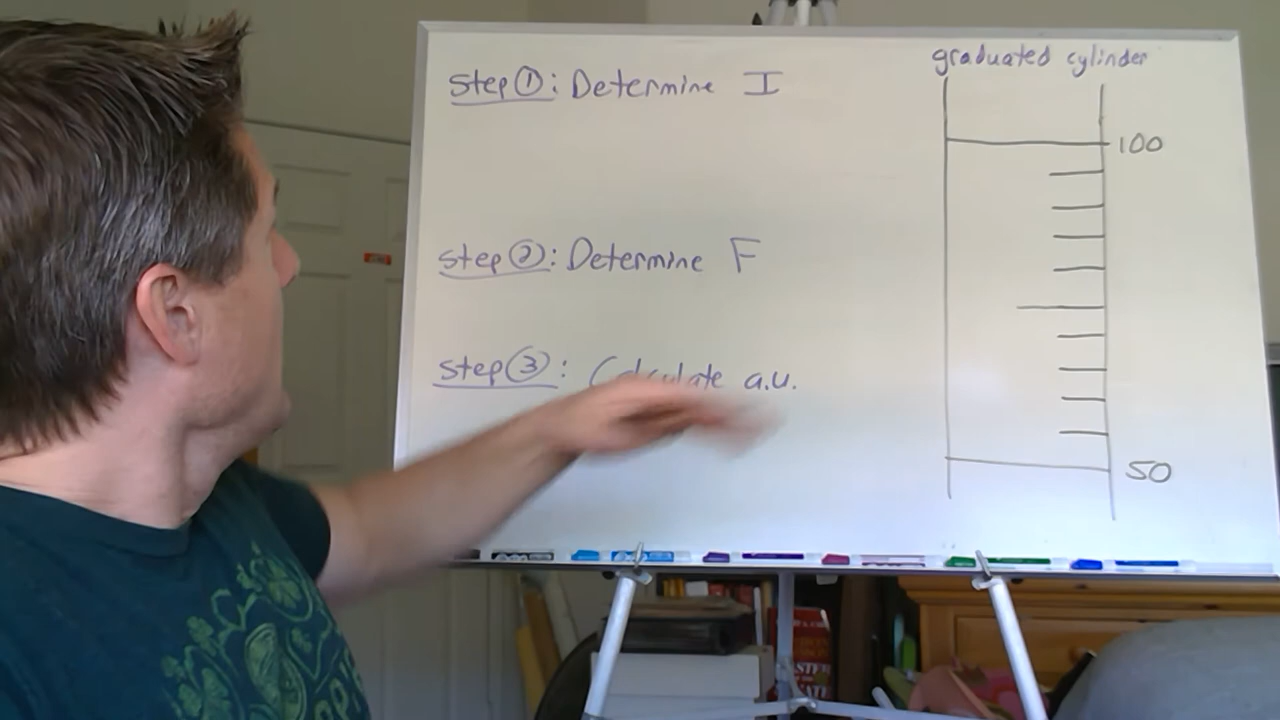 graduated cylinder
Step ①: Determine I
100
Step ②: Determine F
Step ③: Calculate a.u.
50